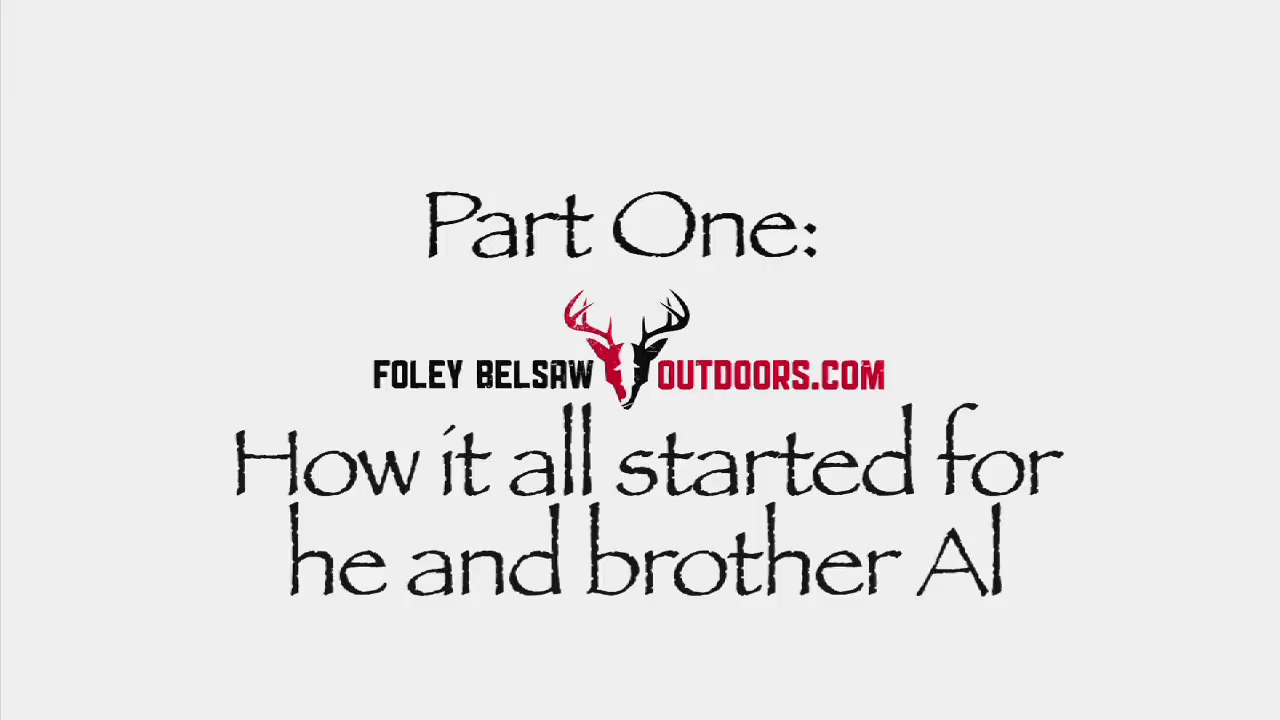 Part One:
FOLEY BELSAW OUTDOORS.COM
How it all started for
he and brother Al